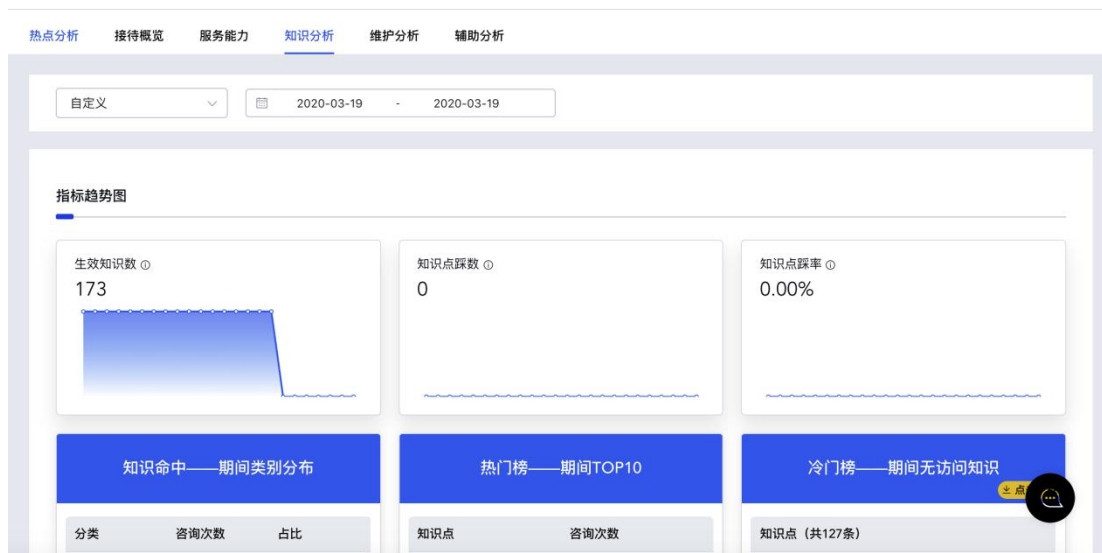 热点分析 接待概览 服务能力 知识分析 维护分析 辅助分析
自定义 2020-03-19 - 2020-03-19
指标趋势图
生效知识数
173
知识点踩数
0
知识点踩率
0.00%
知识命中——期间类别分布
热门榜——期间TOP10
冷门榜——期间无访问知识
点
分类 咨询次数 占比
知识点 咨询次数
知识点（共127条）